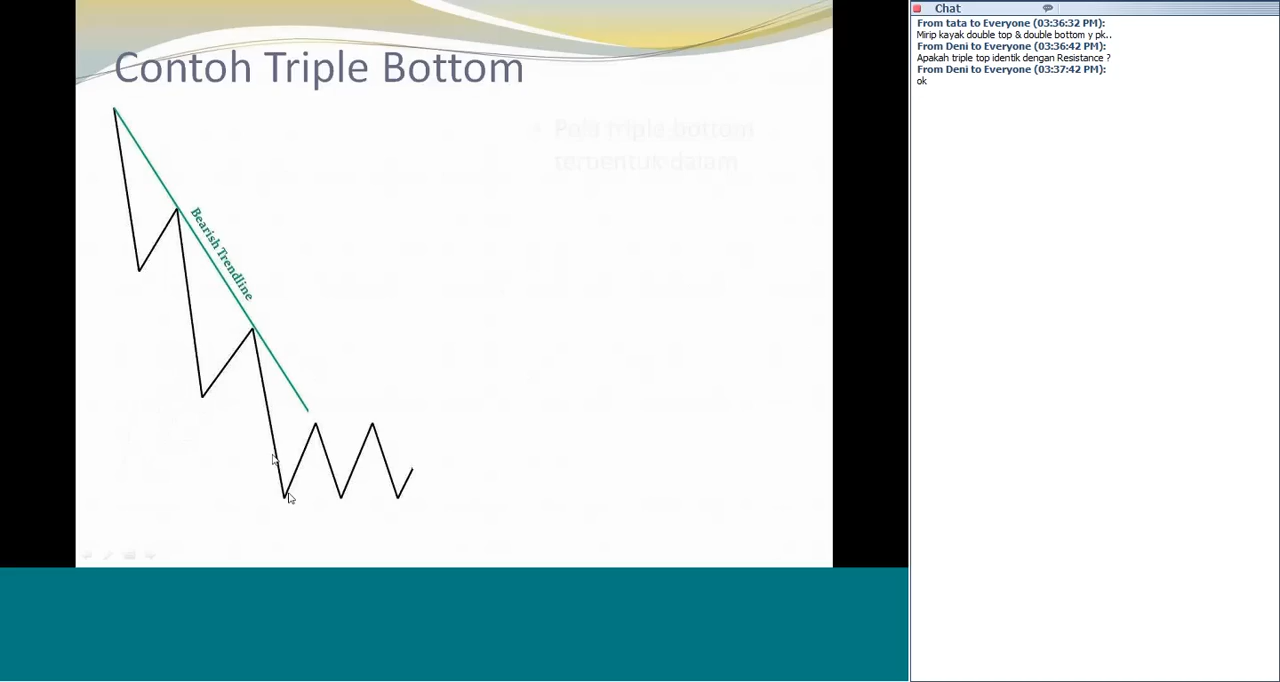 Contoh Triple Bottom
Bearish Trendline
Pola triple bottom
terbentuk dalam
Chat
From tata to Everyone (03:36:32 PM):
Mirip kayak double top & double bottom y pk..
From Deni to Everyone (03:36:42 PM):
Apakah triple top identik dengan Resistance ?
From Deni to Everyone (03:37:42 PM):
ok